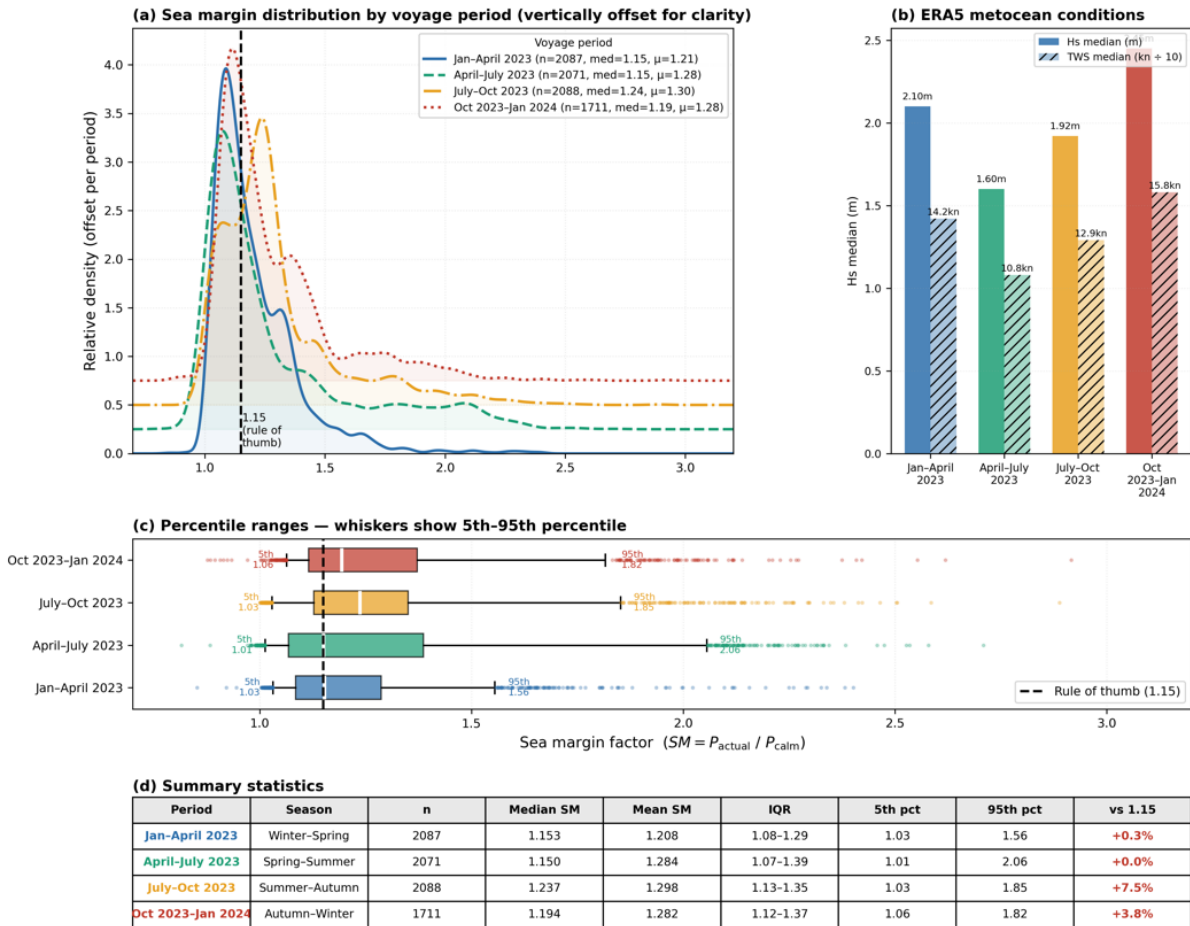 (a) Sea margin distribution by voyage period (vertically offset for clarity)
Relative density (offset per period)
4.0
3.5
3.0
2.5
2.0
1.5
1.0
0.5
0.0
Voyage period
Jan–April 2023 (n=2087, med=1.15, μ=1.21)
April–July 2023 (n=2071, med=1.15, μ=1.28)
July–Oct 2023 (n=2088, med=1.24, μ=1.30)
Oct 2023–Jan 2024 (n=1711, med=1.19, μ=1.28)
1.15
(rule of
thumb)
1.0 1.5 2.0 2.5 3.0
(b) ERA5 metocean conditions
Hs median (m)
2.5
2.0
1.5
1.0
0.5
0.0
Hs median (m)
TWS median (kn ÷ 10)
2.10m
14.2kn
1.60m
10.8kn
1.92m
12.9kn
15.8kn
Jan–April
2023
April–July
2023
July–Oct
2023
Oct
2023–Jan
2024
(c) Percentile ranges — whiskers show 5th–95th percentile
Oct 2023–Jan 2024
5th
1.06
95th
1.82
July–Oct 2023
5th
1.03
95th
1.85
April–July 2023
5th
1.01
95th
2.06
Jan–April 2023
5th
1.03
95th
1.56
Rule of thumb (1.15)
1.0 1.5 2.0 2.5 3.0
Sea margin factor (SM = P_actual / P_calm)
(d) Summary statistics
Period Season n Median SM Mean SM IQR 5th pct 95th pct vs 1.15
Jan–April 2023 Winter–Spring 2087 1.153 1.208 1.08–1.29 1.03 1.56 +0.3%
April–July 2023 Spring–Summer 2071 1.150 1.284 1.07–1.39 1.01 2.06 +0.0%
July–Oct 2023 Summer–Autumn 2088 1.237 1.298 1.13–1.35 1.03 1.85 +7.5%
Oct 2023–Jan 2024 Autumn–Winter 1711 1.194 1.282 1.12–1.37 1.06 1.82 +3.8%